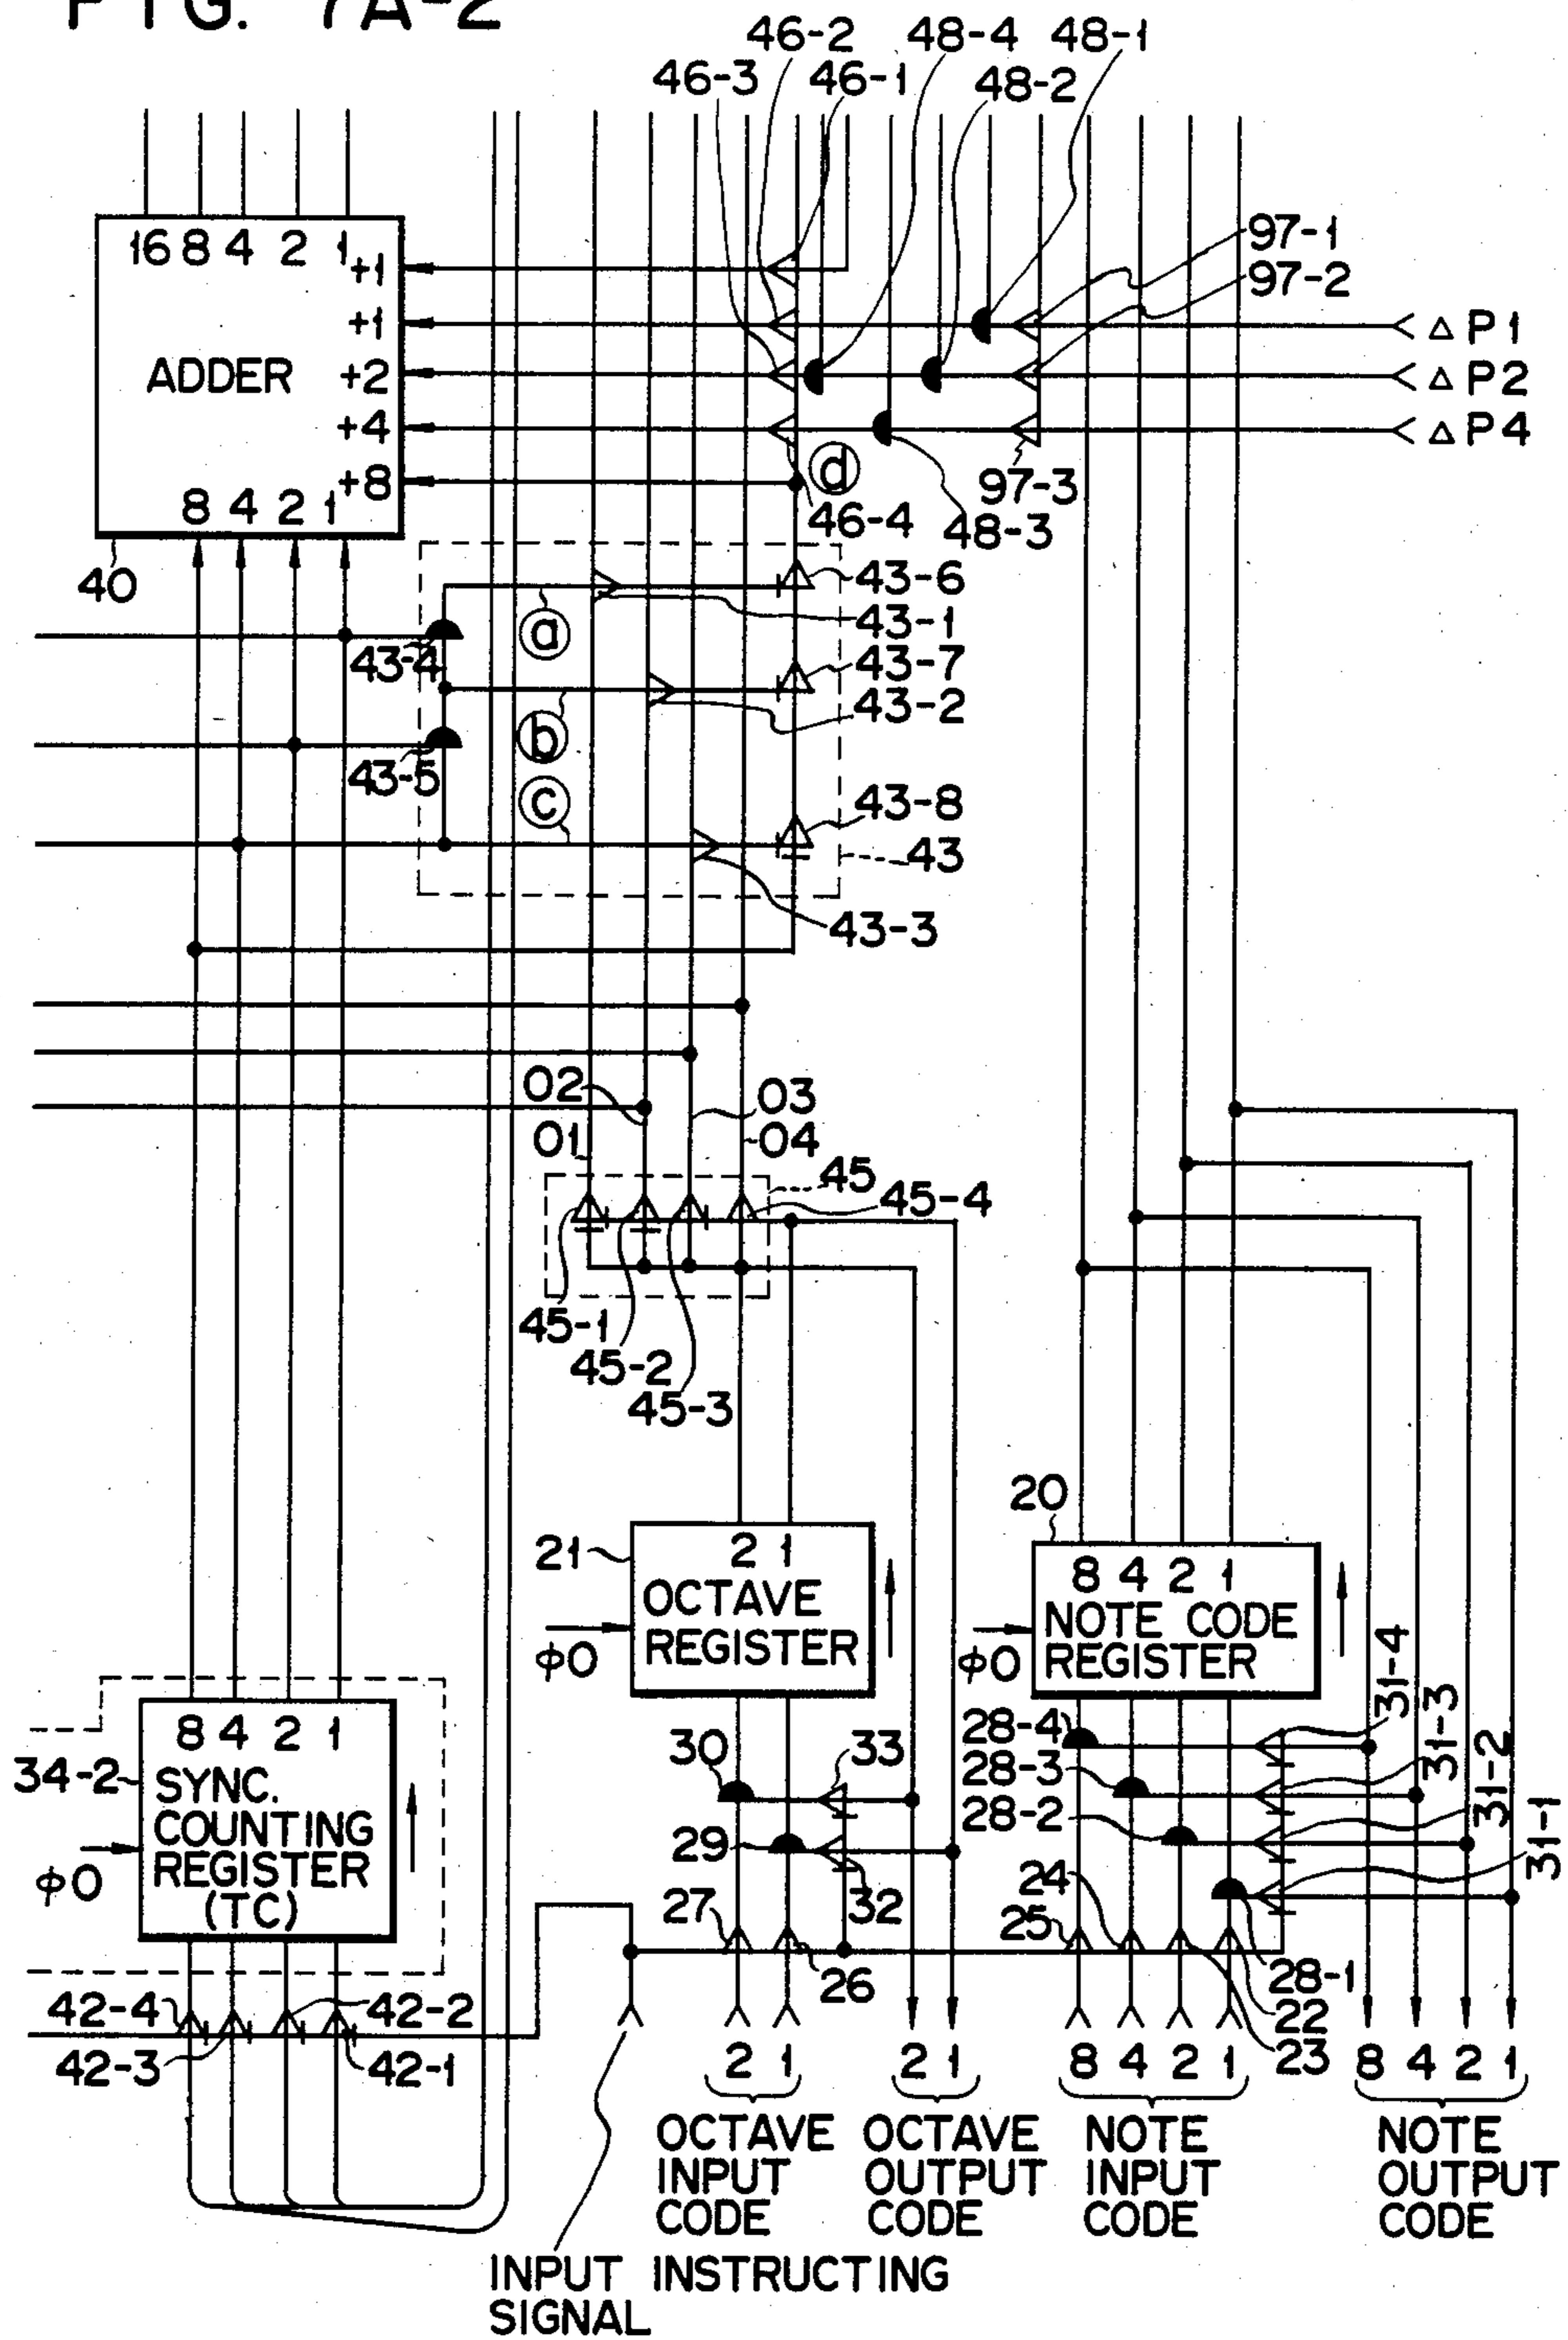 FIG. 7A-2
46-2 48-4 48-1
46-3 46-1 48-2
16 8 4 2 1
+1
97-1
97-2
+1
△ P1
ADDER
+2
△ P2
+4
△ P4
+8
d
97-3
8 4 2 1
46-4
48-3
40
43-6
a
43-1
43-4
43-7
43-2
b
43-5
c
43-8
43
43-3
02
03
01
04
45
45-4
45-1
45-2
45-3
20
21
2 1
OCTAVE
REGISTER
φ0
8 4 2 1
NOTE CODE
REGISTER
φ0
31-4
31-3
31-2
31-1
8 4 2 1
34-2
SYNC.
COUNTING
REGISTER
(TC)
φ0
30
33
28-4
28-3
28-2
29
32
27
24
25
26
28-1
22
23
42-4
42-2
42-3
42-1
2 1
2 1
8 4 2 1
8 4 2 1
OCTAVE
INPUT
CODE
OCTAVE
OUTPUT
CODE
NOTE
INPUT
CODE
NOTE
OUTPUT
CODE
INPUT INSTRUCTING
SIGNAL